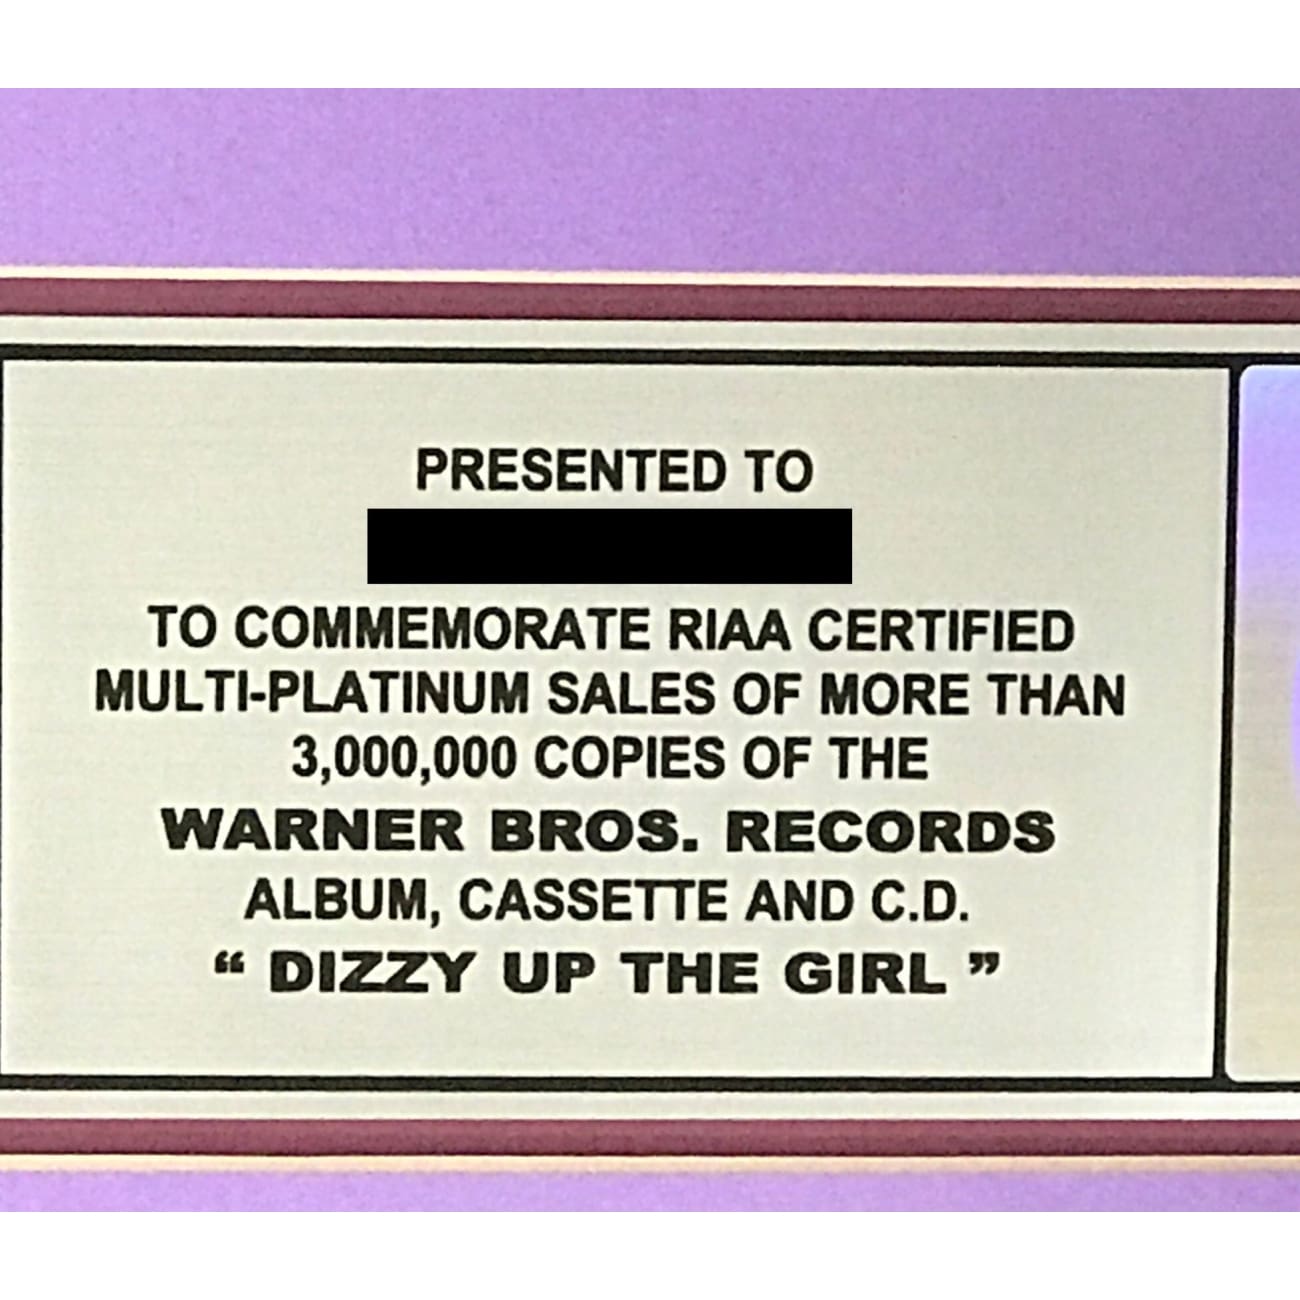 PRESENTED TO
TO COMMEMORATE RIAA CERTIFIED
MULTI-PLATINUM SALES OF MORE THAN
3,000,000 COPIES OF THE
WARNER BROS. RECORDS
ALBUM, CASSETTE AND C.D.
“ DIZZY UP THE GIRL ”